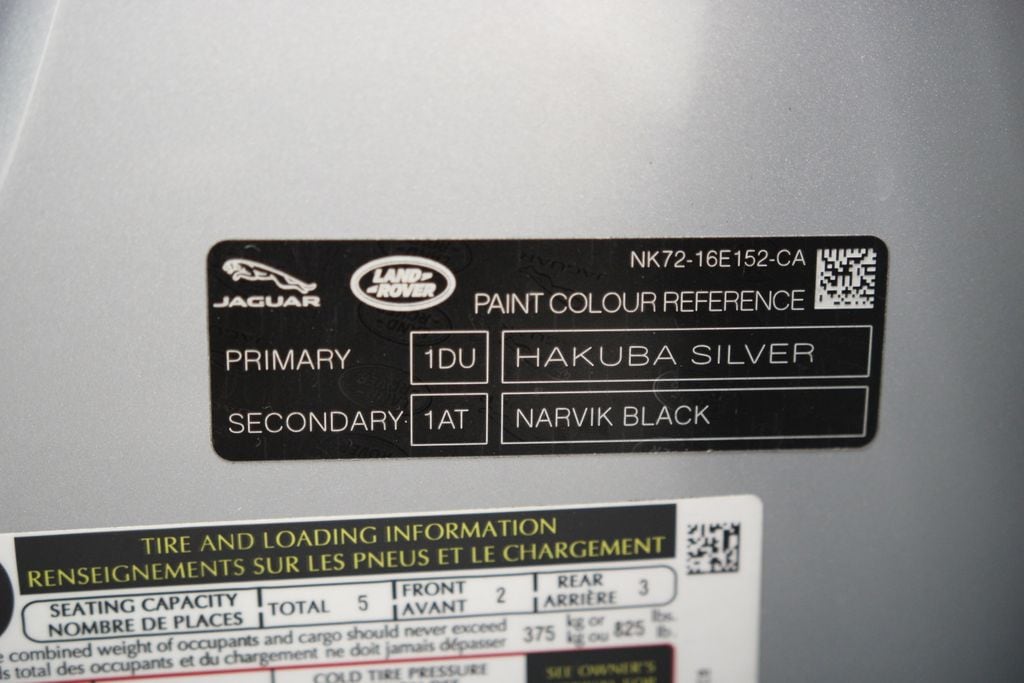 NK72-16E152-CA
JAGUAR
LAND ROVER
PAINT COLOUR REFERENCE
PRIMARY 1DU HAKUBA SILVER
SECONDARY 1AT NARVIK BLACK
TIRE AND LOADING INFORMATION
RENSEIGNEMENTS SUR LES PNEUS ET LE CHARGEMENT
SEATING CAPACITY
NOMBRE DE PLACES
TOTAL 5
FRONT
AVANT 2
REAR
ARRIÈRE 3
combined weight of occupants and cargo should never exceed
total des occupants et du chargement ne doit jamais dépasser
375 kg or
kg ou 825 lbs.
lb.
COLD TIRE PRESSURE
SEE OWNER'S